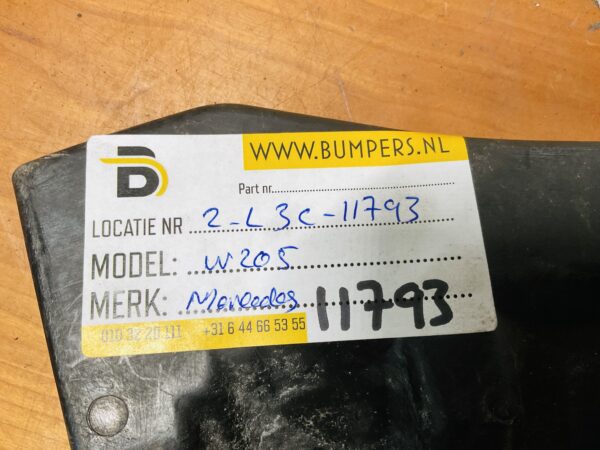 B
WWW.BUMPERS.NL
Part nr
LOCATIE NR 2-L3C-11793
MODEL: W205
MERK: Mercedes 11793
010 32 20 111 +31 6 44 66 53 55